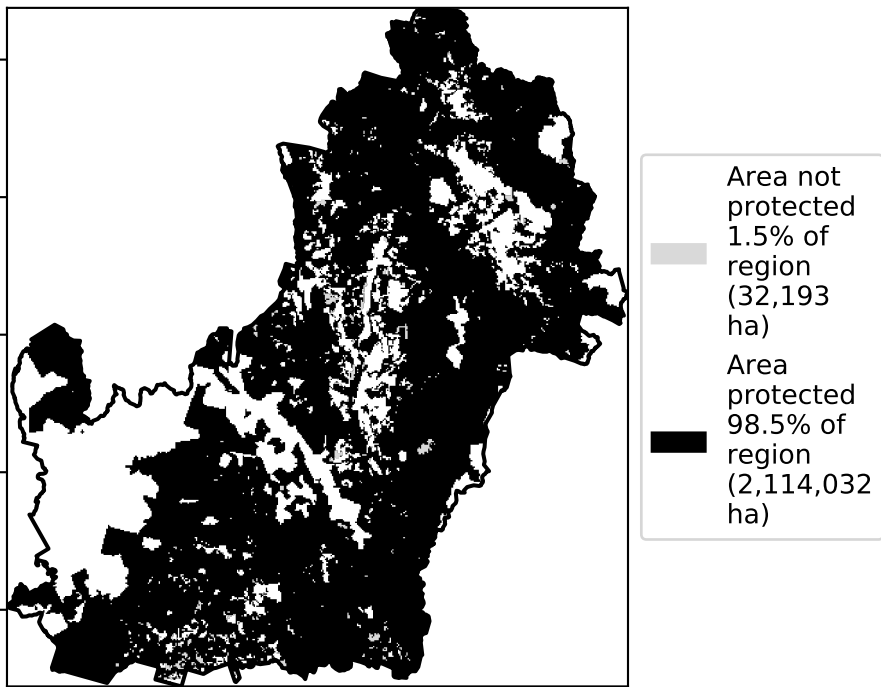 Area not
protected
1.5% of
region
(32,193
ha)
Area
protected
98.5% of
region
(2,114,032
ha)